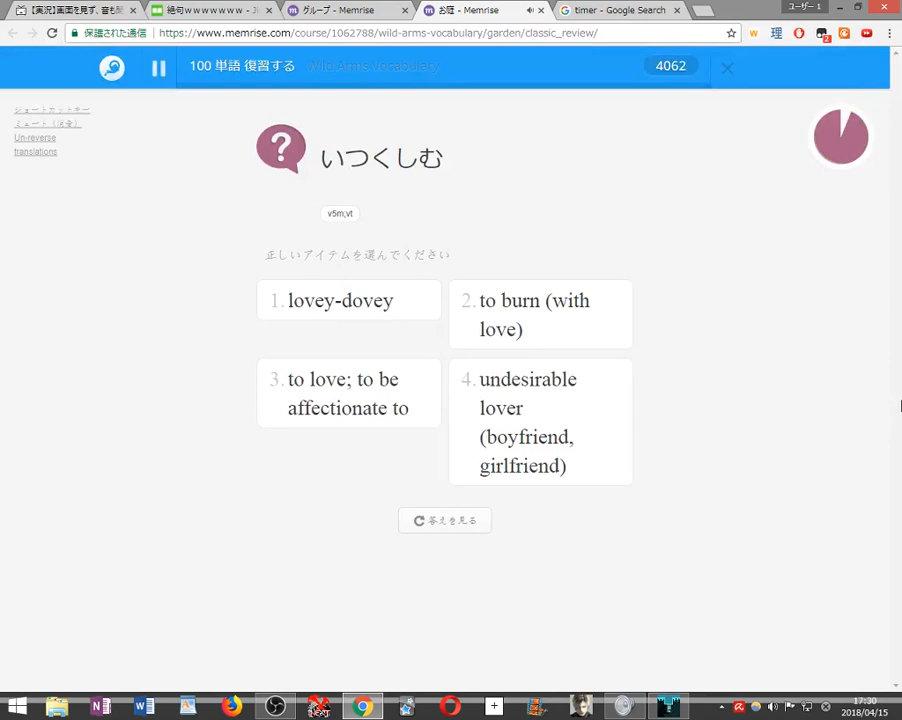 【実況】画面を見ず、音も聞
絶句ｗｗｗｗｗｗｗ - J
グループ - Memrise
お庭 - Memrise
timer - Google Search
ユーザー 1
保護された通信
https://www.memrise.com/course/1062788/wild-arms-vocabulary/garden/classic_review/
100 単語 復習する
Wild Arms Vocabulary
4062
ショートカットキー
ミュート（消音）
Un-reverse
translations
いつくしむ
v5m;vt
正しいアイテムを選んでください
1. lovey-dovey
2. to burn (with
love)
3. to love; to be
affectionate to
4. undesirable
lover
(boyfriend,
girlfriend)
答えを見る
17:30
2018/04/15